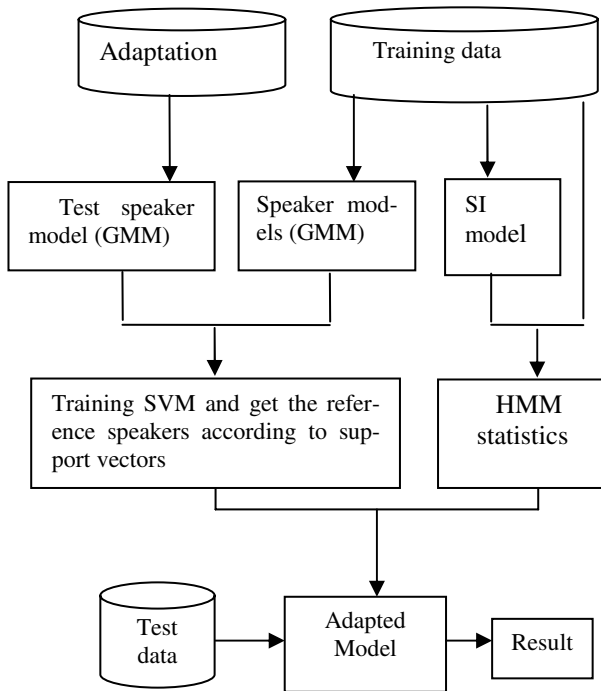 Adaptation
Training data
Test speaker
model (GMM)
Speaker mod-
els (GMM)
SI
model
Training SVM and get the refer-
ence speakers according to sup-
port vectors
HMM
statistics
Test
data
Adapted
Model
Result